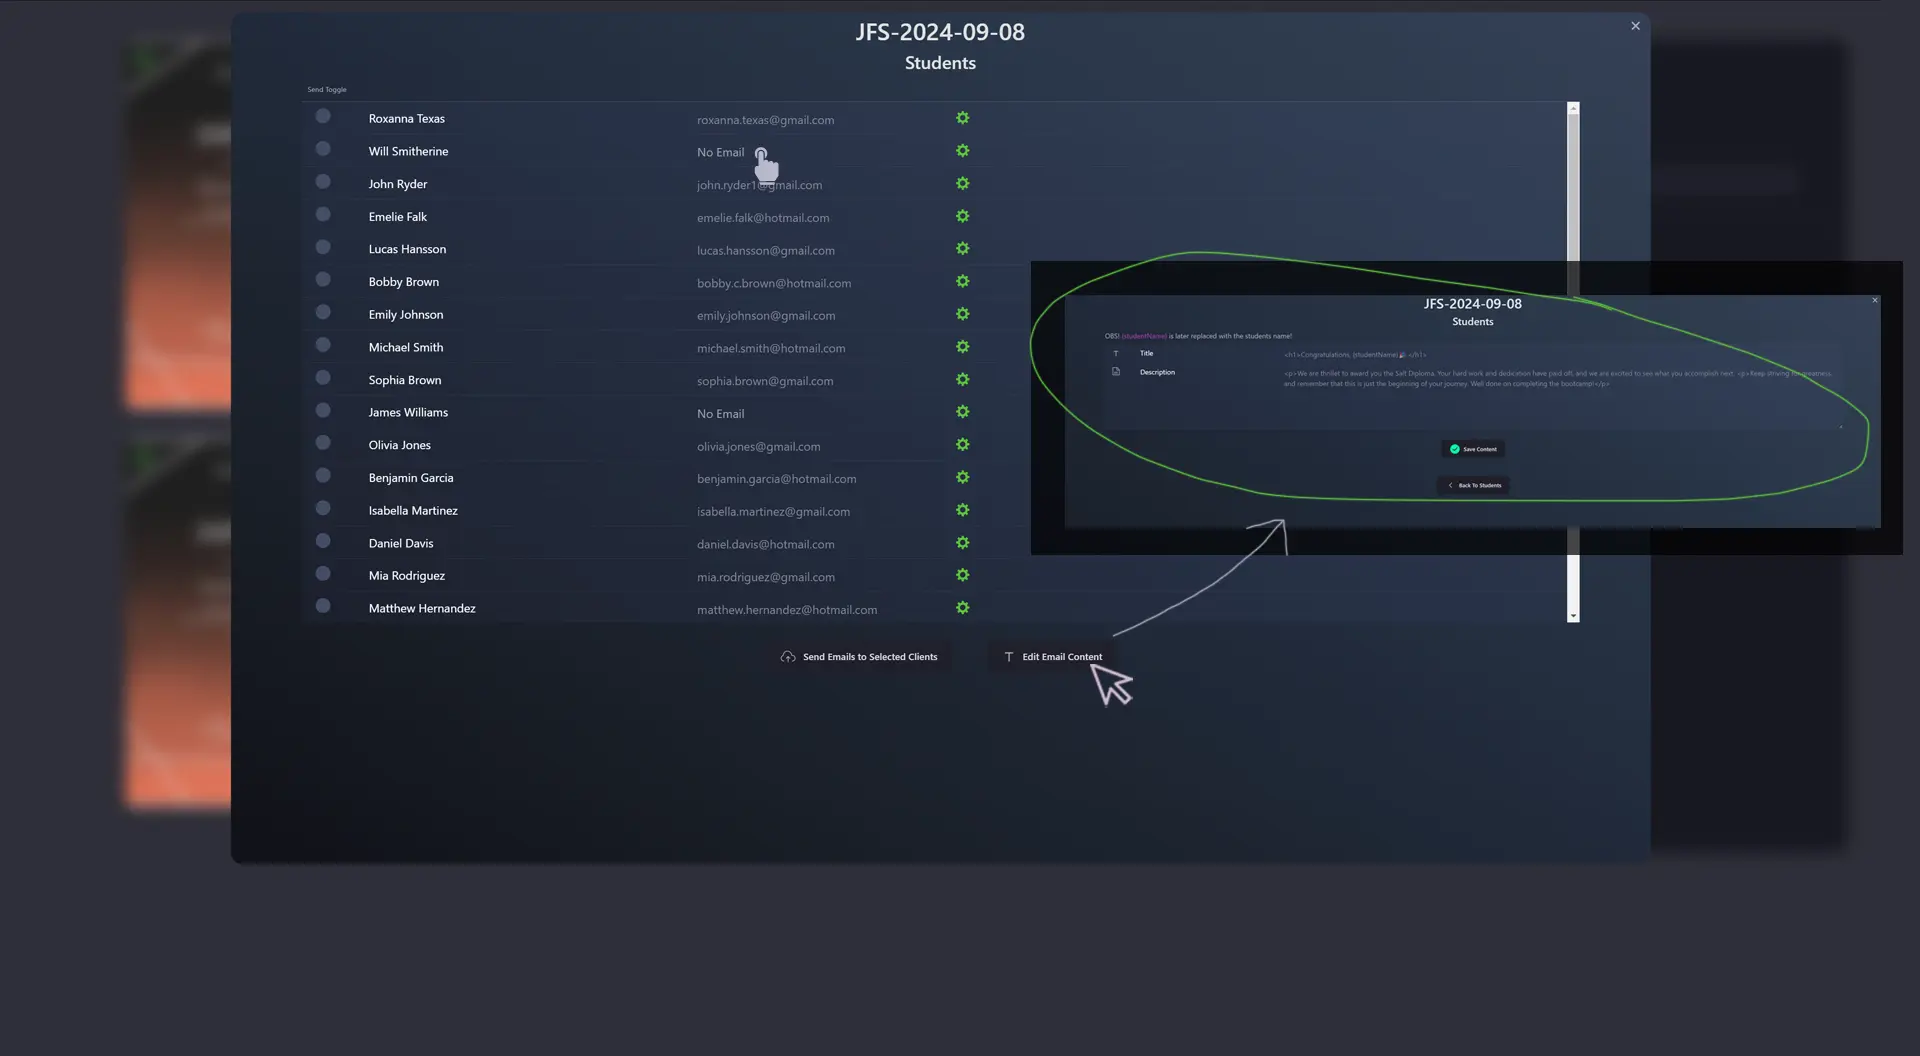 JFS-2024-09-08
Students
Send Toggle
Roxanna Texas roxanna.texas@gmail.com
Will Smitherine No Email
John Ryder john.ryder1@gmail.com
Emelie Falk emelie.falk@hotmail.com
Lucas Hansson lucas.hansson@gmail.com
Bobby Brown bobby.c.brown@hotmail.com
Emily Johnson emily.johnson@gmail.com
Michael Smith michael.smith@hotmail.com
Sophia Brown sophia.brown@gmail.com
James Williams No Email
Olivia Jones olivia.jones@gmail.com
Benjamin Garcia benjamin.garcia@hotmail.com
Isabella Martinez isabella.martinez@gmail.com
Daniel Davis daniel.davis@hotmail.com
Mia Rodriguez mia.rodriguez@gmail.com
Matthew Hernandez matthew.hernandez@hotmail.com
Send Emails to Selected Clients
Edit Email Content
JFS-2024-09-08
Students
OBS! {studentName} is later replaced with the students name!
Title <h1>Congratulations, {studentName} 🎉 </h1>
Description <p>We are thrilled to award you the Salt Diploma. Your hard work and dedication have paid off, and we are excited to see what you accomplish next. <p>Keep striving for greatness,
and remember that this is just the beginning of your journey. Well done on completing the bootcamp!</p>
Save Content
Back To Students